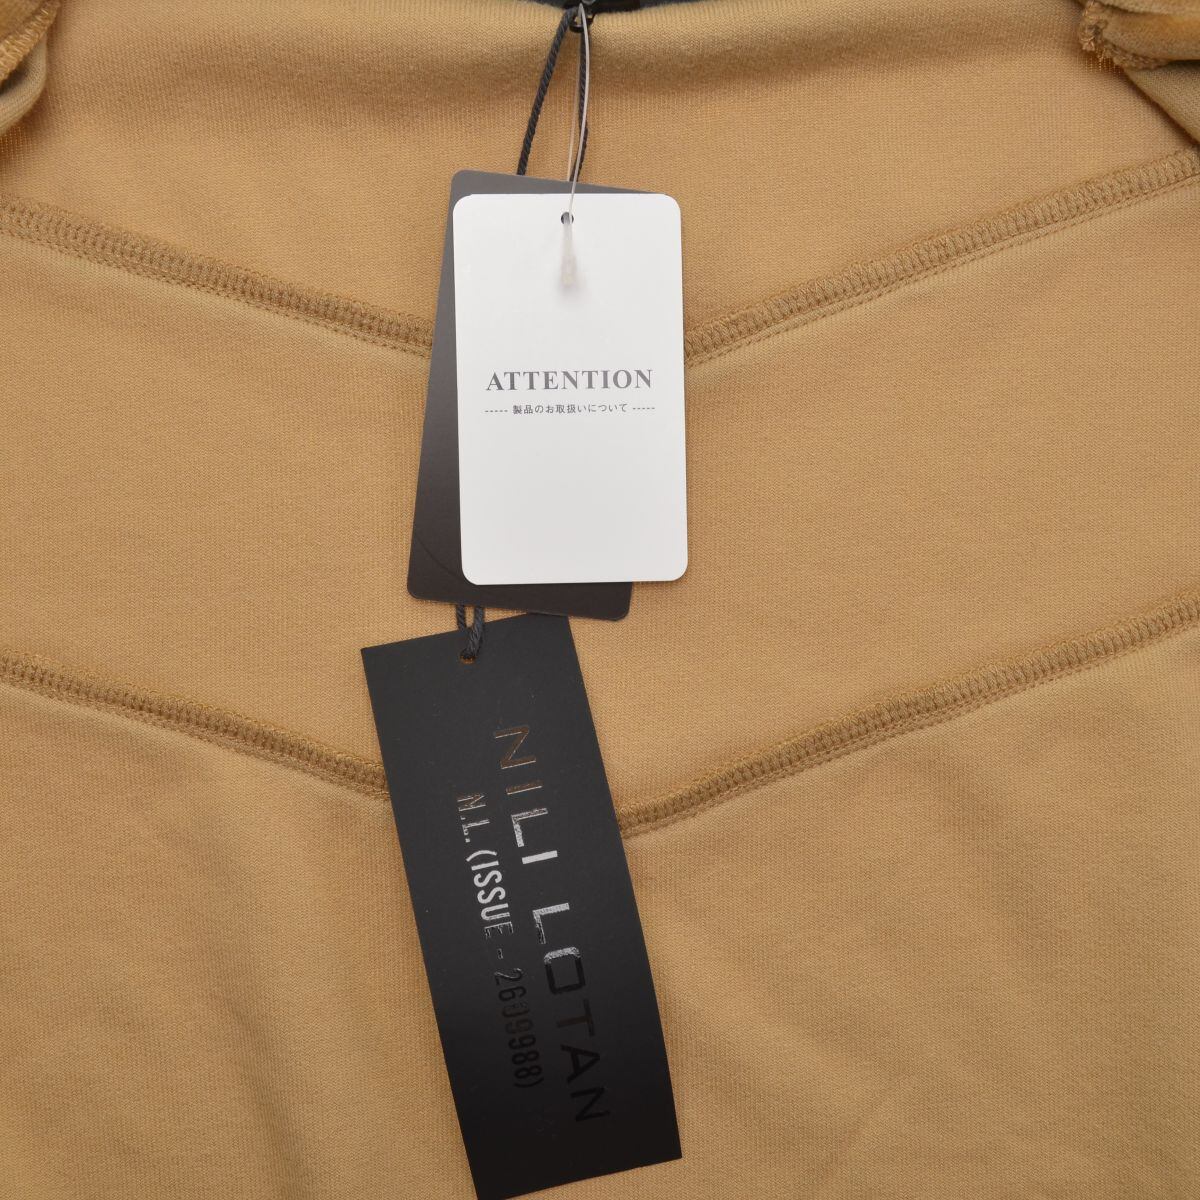 ATTENTION
----- 製品のお取扱いについて -----
NILI LOTAN
N.L. (ISSUE - 2609988)